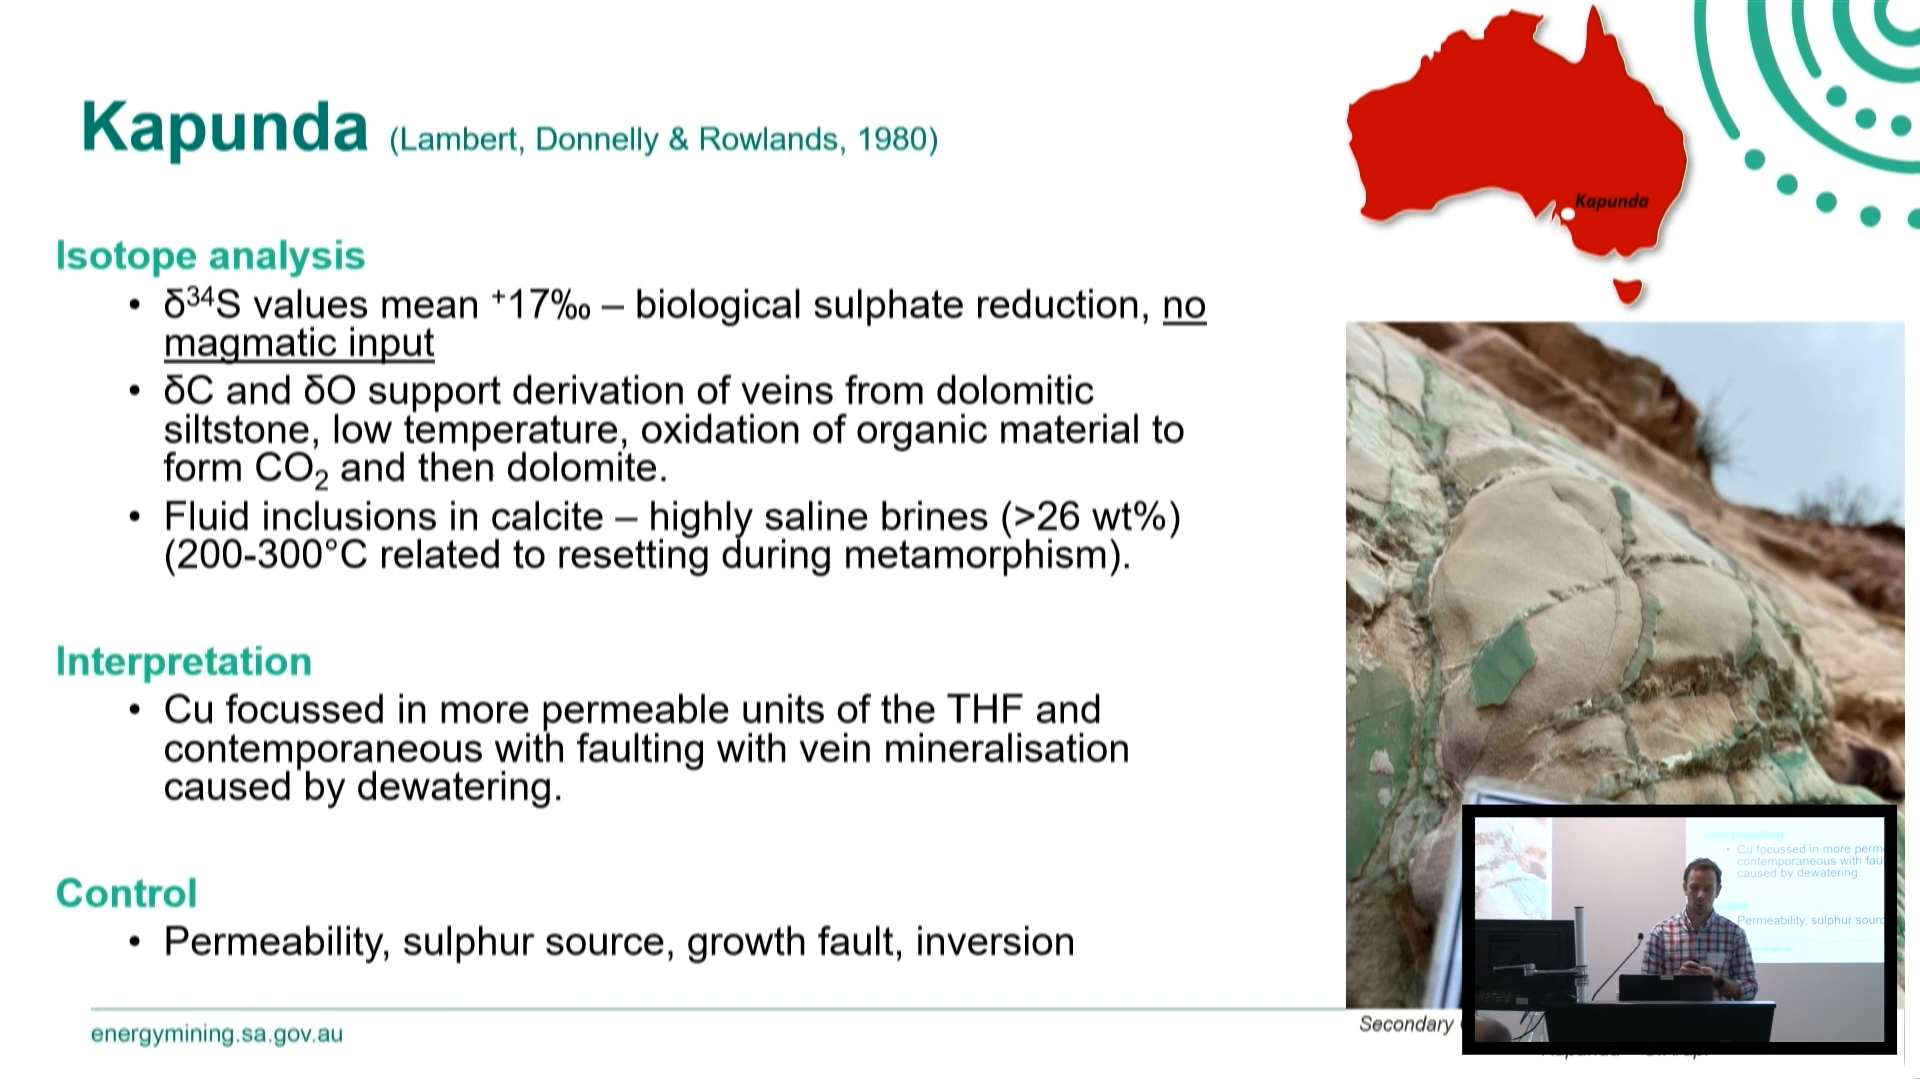 Kapunda (Lambert, Donnelly & Rowlands, 1980)
Kapunda
Isotope analysis
• δ³⁴S values mean ⁺17‰ – biological sulphate reduction, no
magmatic input
• δC and δO support derivation of veins from dolomitic
siltstone, low temperature, oxidation of organic material to
form CO₂ and then dolomite.
• Fluid inclusions in calcite – highly saline brines (>26 wt%)
(200-300°C related to resetting during metamorphism).
Interpretation
• Cu focussed in more permeable units of the THF and
contemporaneous with faulting with vein mineralisation
caused by dewatering.
Control
• Permeability, sulphur source, growth fault, inversion
energymining.sa.gov.au
Secondary
• Cu focussed in more perm
contemporaneous with fau
caused by dewatering.
Permeability, sulphur sourc